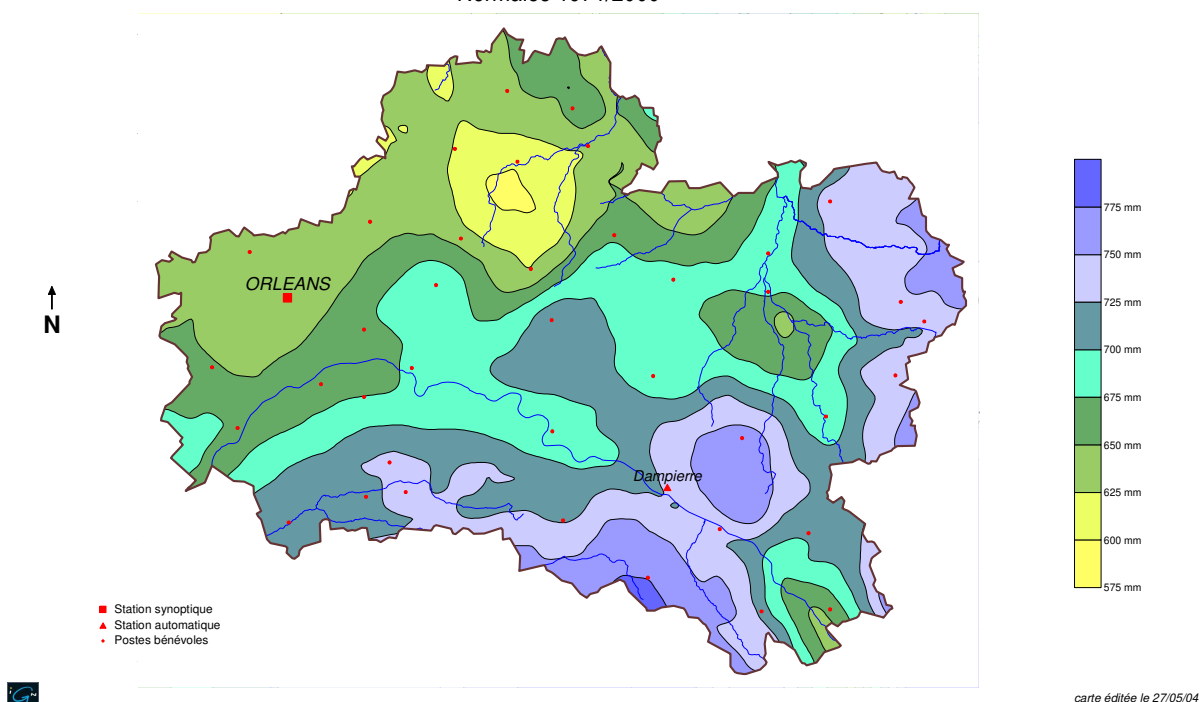 ORLEANS
N
Dampierre
775 mm
750 mm
725 mm
700 mm
675 mm
650 mm
625 mm
600 mm
575 mm
Station synoptique
Station automatique
Postes bénévoles
carte éditée le 27/05/04